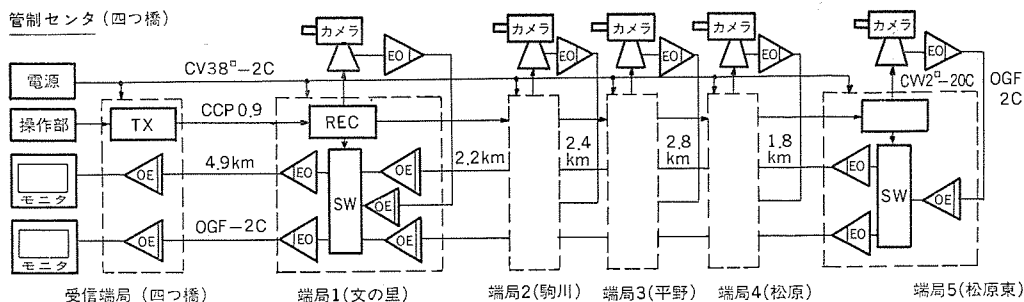 管制センタ (四つ橋)
電源
操作部
モニタ
モニタ
CV38□-2C
TX
CCP 0.9
4.9km
OE
OE
OGF-2C
カメラ
EO
REC
EO
EO
SW
OE
OE
OE
2.2km
カメラ
EO
2.4
km
カメラ
EO
2.8
km
カメラ
EO
1.8
km
カメラ
EO
CVV2□-20C
OGF
2C
EO
EO
SW
OE
受信端局 (四つ橋)
端局1(文の里)
端局2(駒川)
端局3(平野)
端局4(松原)
端局5(松原東)